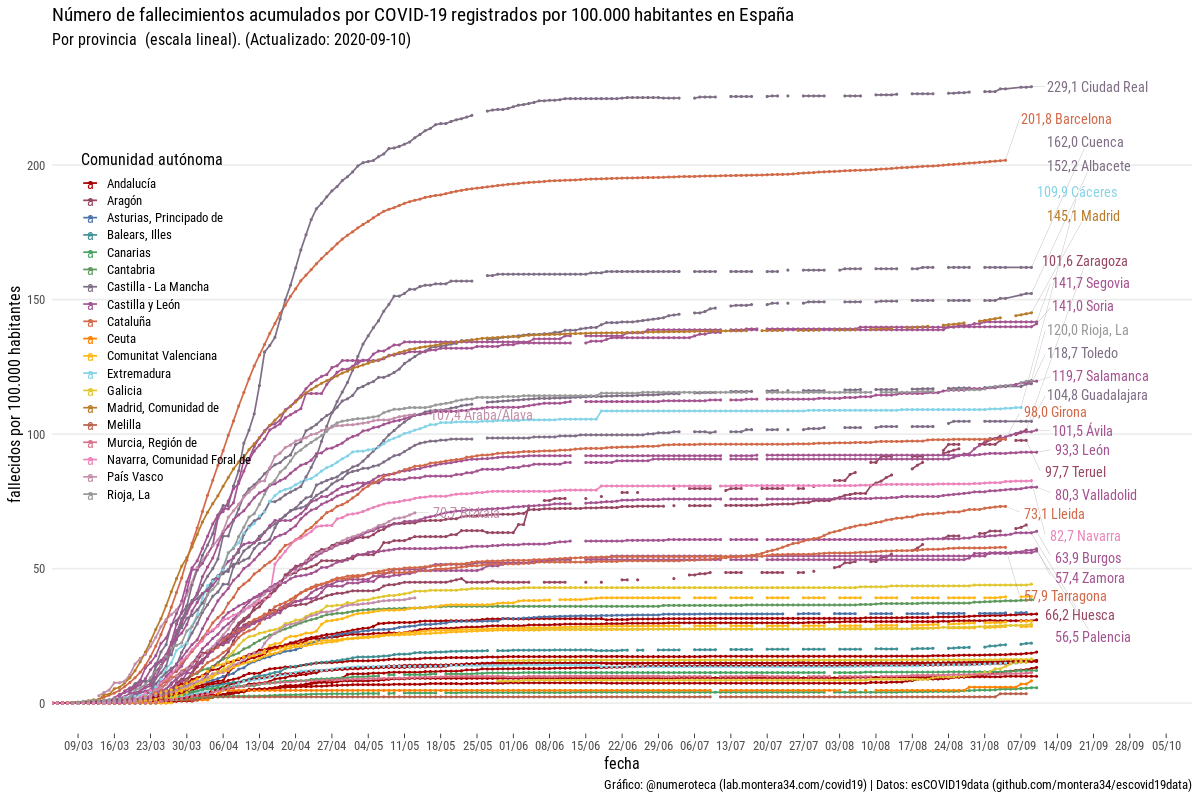 Número de fallecimientos acumulados por COVID-19 registrados por 100.000 habitantes en España
Por provincia  (escala lineal). (Actualizado: 2020-09-10)
fallecidos por 100.000 habitantes
200
150
100
50
0
Comunidad autónoma
Andalucía
Aragón
Asturias, Principado de
Balears, Illes
Canarias
Cantabria
Castilla - La Mancha
Castilla y León
Cataluña
Ceuta
Comunitat Valenciana
Extremadura
Galicia
Madrid, Comunidad de
Melilla
Murcia, Región de
Navarra, Comunidad Foral de
País Vasco
Rioja, La
107,4 Araba/Álava
70,7 Bizkaia
229,1 Ciudad Real
201,8 Barcelona
162,0 Cuenca
152,2 Albacete
109,9 Cáceres
145,1 Madrid
101,6 Zaragoza
141,7 Segovia
141,0 Soria
120,0 Rioja, La
118,7 Toledo
119,7 Salamanca
104,8 Guadalajara
98,0 Girona
101,5 Ávila
93,3 León
97,7 Teruel
80,3 Valladolid
73,1 Lleida
82,7 Navarra
63,9 Burgos
57,4 Zamora
57,9 Tarragona
66,2 Huesca
56,5 Palencia
09/03 16/03 23/03 30/03 06/04 13/04 20/04 27/04 04/05 11/05 18/05 25/05 01/06 08/06 15/06 22/06 29/06 06/07 13/07 20/07 27/07 03/08 10/08 17/08 24/08 31/08 07/09 14/09 21/09 28/09 05/10
fecha
Gráfico: @numeroteca (lab.montera34.com/covid19) | Datos: esCOVID19data (github.com/montera34/escovid19data)